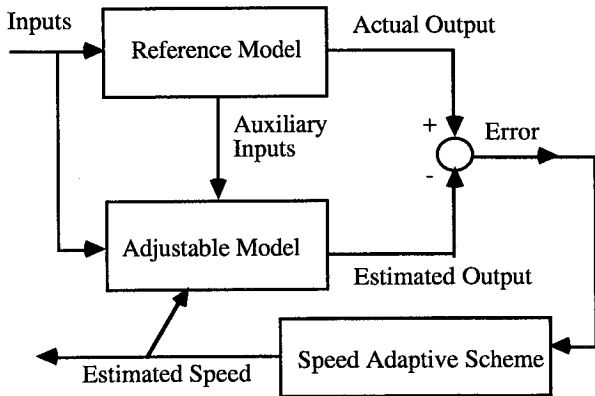 Inputs
Actual Output
Reference Model
Auxiliary
Inputs
+
Error
-
Adjustable Model
Estimated Output
Speed Adaptive Scheme
Estimated Speed